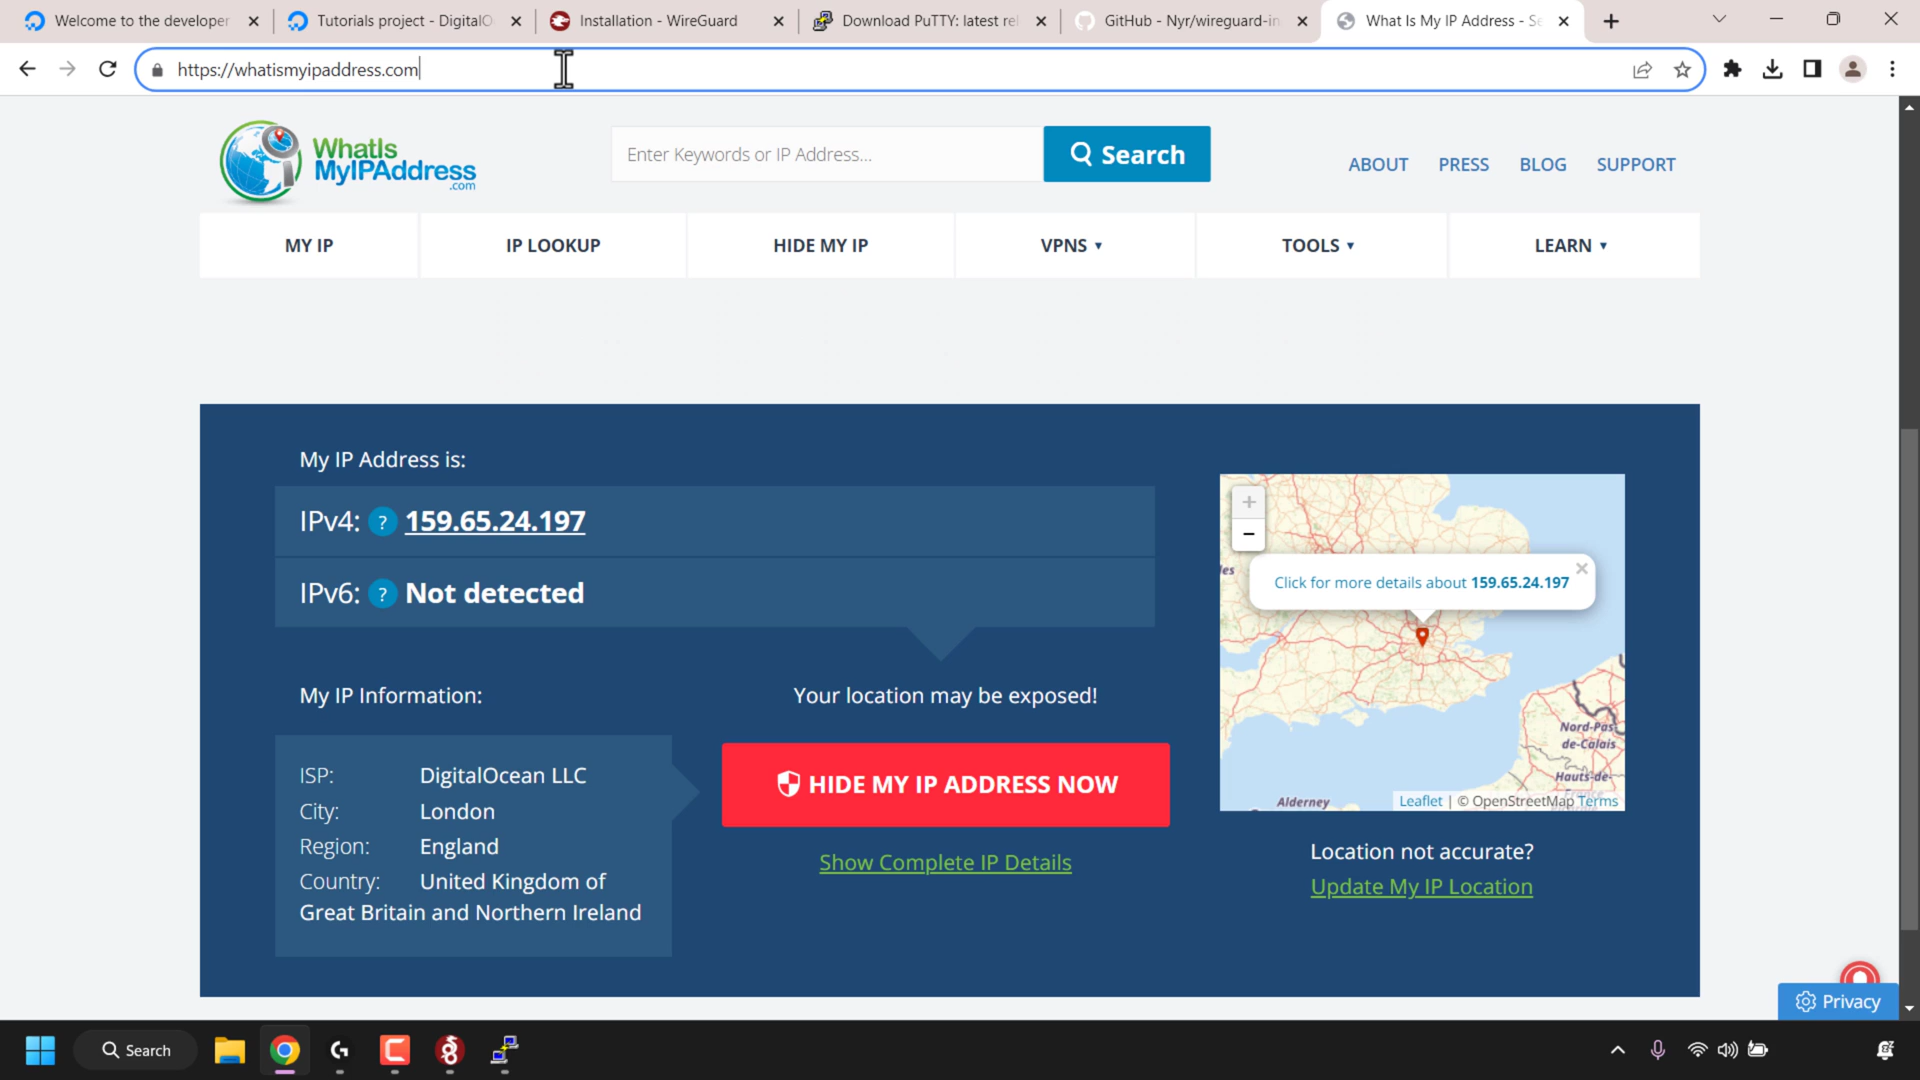 Welcome to the developer
Tutorials project - DigitalO
Installation - WireGuard
Download PuTTY: latest rel
GitHub - Nyr/wireguard-in
What Is My IP Address - Se
https://whatismyipaddress.com
WhatIs
MyIPAddress
.com
Enter Keywords or IP Address...
Search
ABOUT
PRESS
BLOG
SUPPORT
MY IP
IP LOOKUP
HIDE MY IP
VPNS ▼
TOOLS ▼
LEARN ▼
My IP Address is:
IPv4: ? 159.65.24.197
IPv6: ? Not detected
My IP Information:
ISP: DigitalOcean LLC
City: London
Region: England
Country: United Kingdom of
Great Britain and Northern Ireland
Your location may be exposed!
HIDE MY IP ADDRESS NOW
Show Complete IP Details
+
−
les
Click for more details about 159.65.24.197
×
Nord-Pas-
de-Calais
Hauts-de-
Alderney
Leaflet | © OpenStreetMap Terms
Location not accurate?
Update My IP Location
Privacy
Search